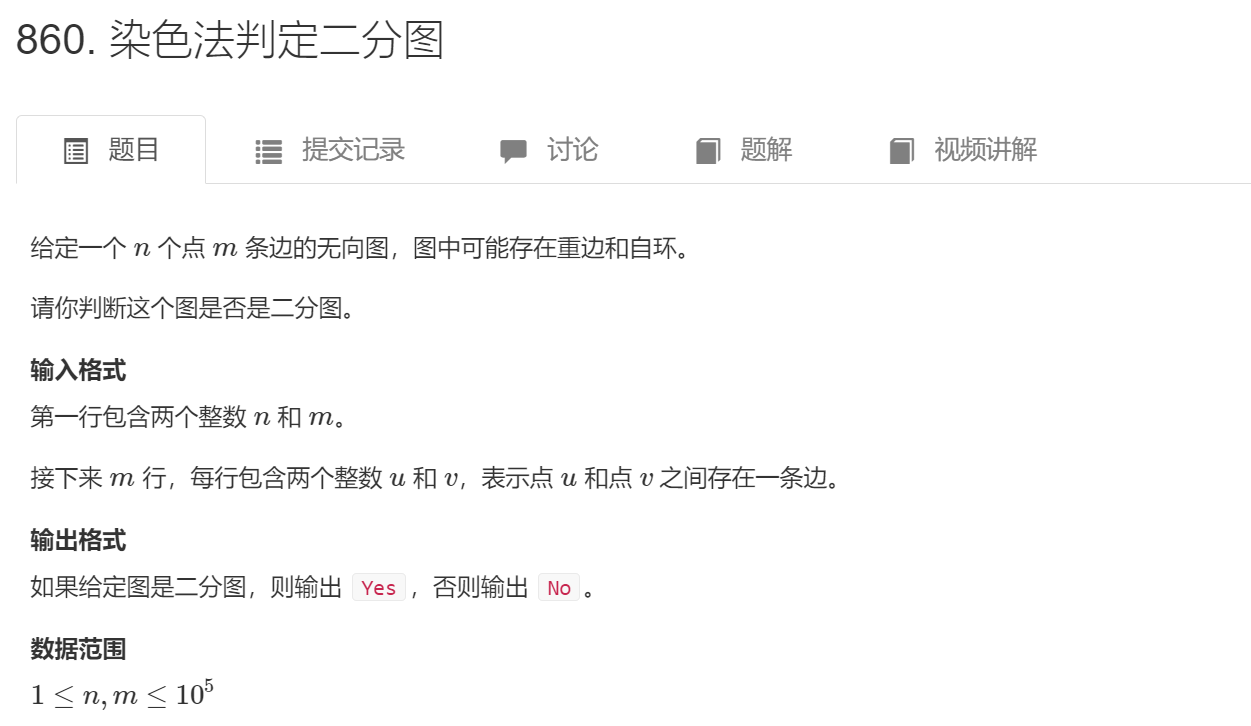 860. 染色法判定二分图
题目 提交记录 讨论 题解 视频讲解
给定一个 n 个点 m 条边的无向图，图中可能存在重边和自环。
请你判断这个图是否是二分图。
输入格式
第一行包含两个整数 n 和 m。
接下来 m 行，每行包含两个整数 u 和 v，表示点 u 和点 v 之间存在一条边。
输出格式
如果给定图是二分图，则输出 Yes，否则输出 No。
数据范围
1 ≤ n, m ≤ 10⁵